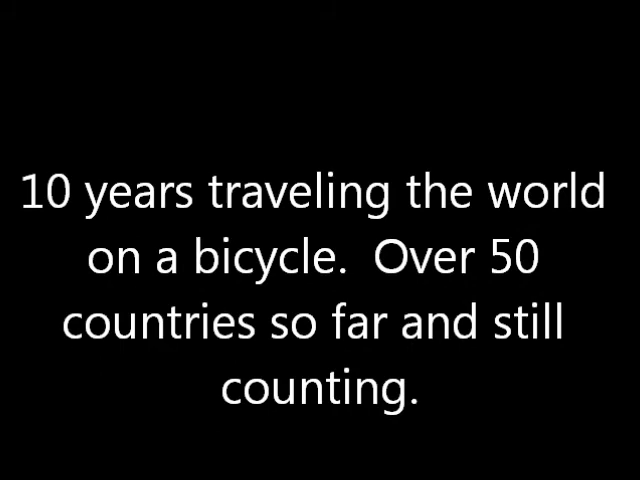 10 years traveling the world
on a bicycle.  Over 50
countries so far and still
counting.